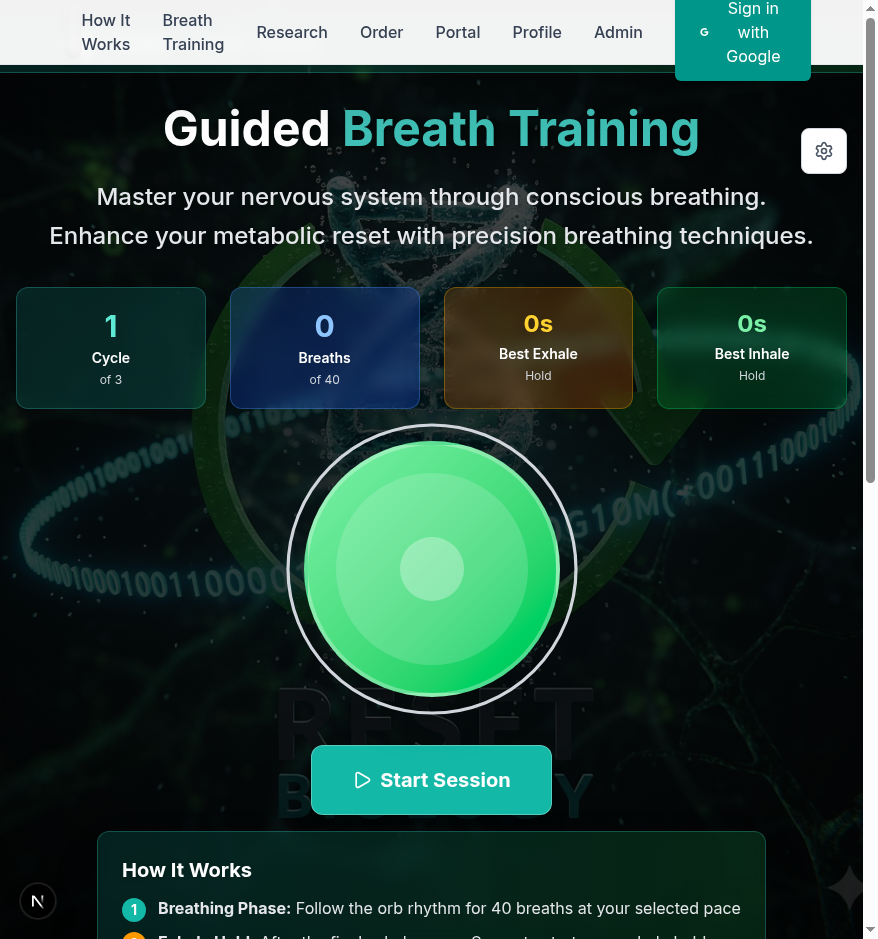 How It Works
Breath Training
Research
Order
Portal
Profile
Admin
G
Sign in
with
Google
Guided Breath Training
Master your nervous system through conscious breathing.
Enhance your metabolic reset with precision breathing techniques.
1
Cycle
of 3
0
Breaths
of 40
0s
Best Exhale
Hold
0s
Best Inhale
Hold
RESET
Start Session
How It Works
1 Breathing Phase: Follow the orb rhythm for 40 breaths at your selected pace
N